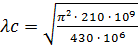 λc = √(π² · 210 · 10⁹ / 430 · 10⁶)